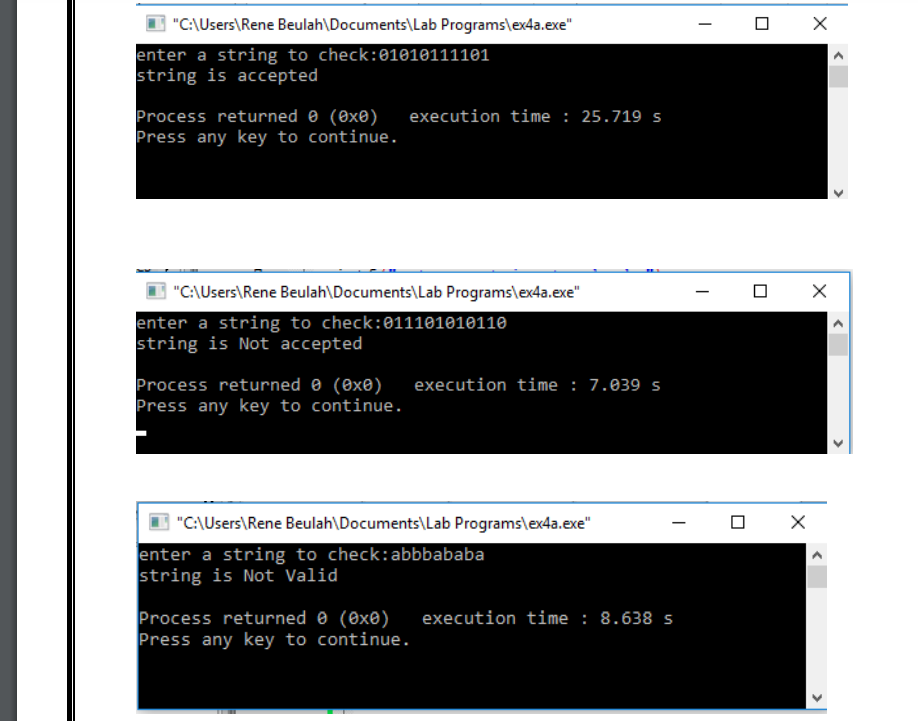 "C:\Users\Rene Beulah\Documents\Lab Programs\ex4a.exe"
enter a string to check:01010111101
string is accepted
Process returned 0 (0x0)   execution time : 25.719 s
Press any key to continue.
"C:\Users\Rene Beulah\Documents\Lab Programs\ex4a.exe"
enter a string to check:011101010110
string is Not accepted
Process returned 0 (0x0)   execution time : 7.039 s
Press any key to continue.
"C:\Users\Rene Beulah\Documents\Lab Programs\ex4a.exe"
enter a string to check:abbbababa
string is Not Valid
Process returned 0 (0x0)   execution time : 8.638 s
Press any key to continue.